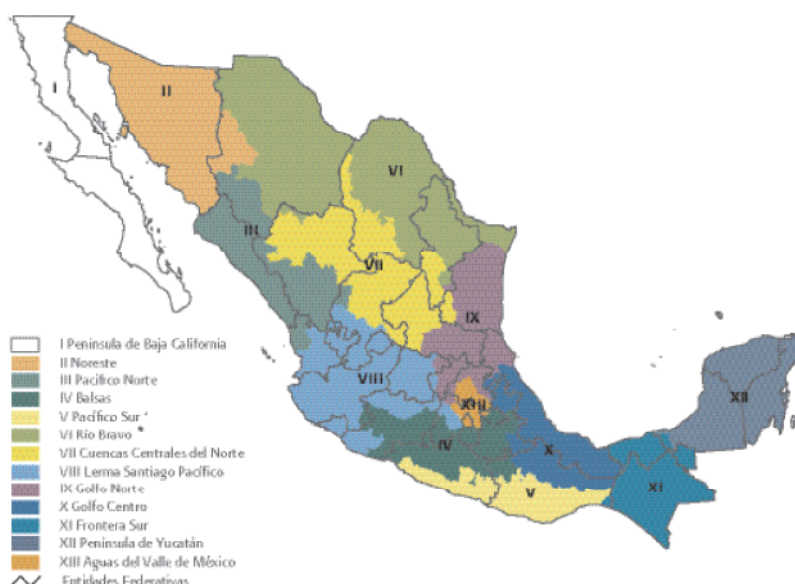 I
II
VI
III
VII
IX
VIII
XIII
XII
IV
X
V
XI
I Península de Baja California
II Noreste
III Pacífico Norte
IV Balsas
V Pacífico Sur
VI Río Bravo
VII Cuencas Centrales del Norte
VIII Lerma Santiago Pacífico
IX Golfo Norte
X Golfo Centro
XI Frontera Sur
XII Península de Yucatán
XIII Aguas del Valle de México
Entidades Federativas